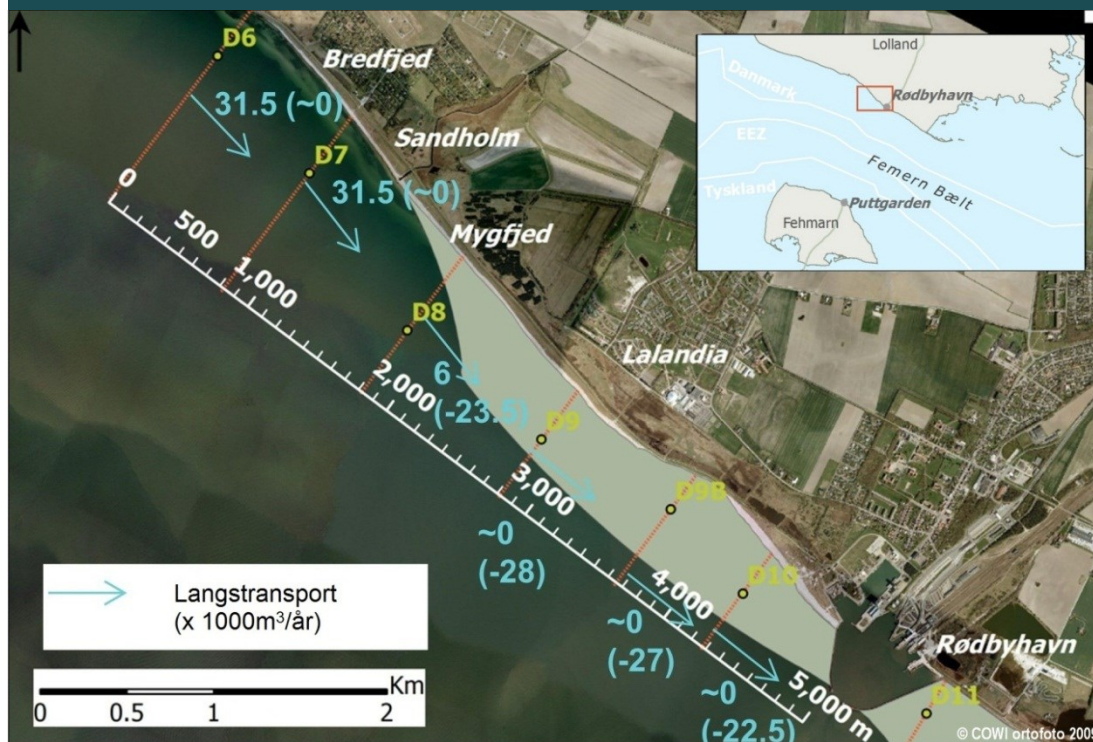 D6
Bredfjed
31.5 (~0)
Sandholm
D7
31.5 (~0)
Mygfjed
0
500
1,000
D8
6
(-23.5)
2,000
Lalandia
D9
3,000
~0
(-28)
D9B
4,000
D10
~0
(-27)
5,000 m
~0
(-22.5)
Rødbyhavn
D11
Lolland
Danmark
Rødbyhavn
EEZ
Femern Bælt
Tyskland
Puttgarden
Fehmarn
Langstransport
(x 1000m³/år)
Km
0 0.5 1 2
© COWI ortofoto 2009